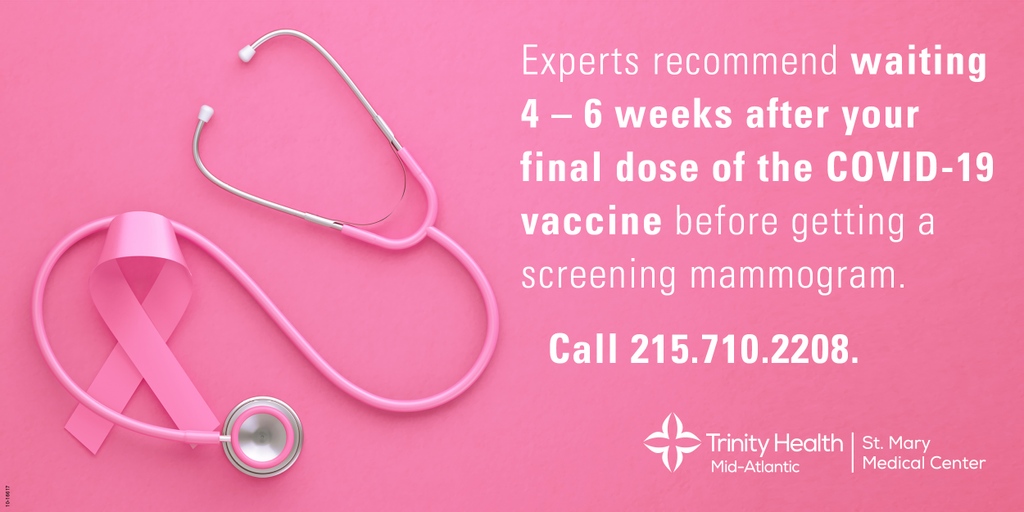 Experts recommend waiting
4 – 6 weeks after your
final dose of the COVID-19
vaccine before getting a
screening mammogram.
Call 215.710.2208.
Trinity Health
Mid-Atlantic
St. Mary
Medical Center